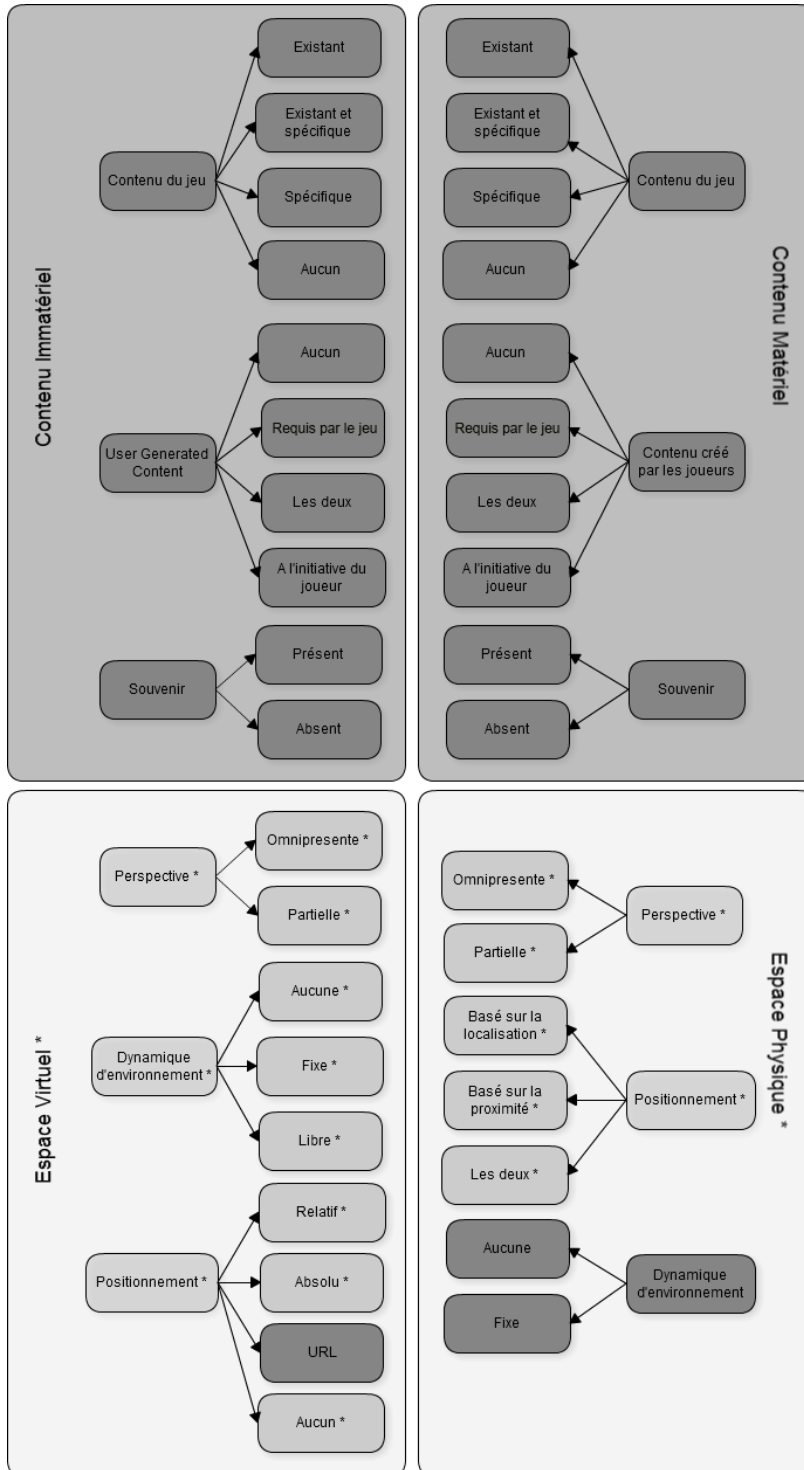 Contenu Immatériel
Contenu du jeu
Existant
Existant et
spécifique
Spécifique
Aucun
User Generated
Content
Aucun
Requis par le jeu
Les deux
A l'initiative du
joueur
Souvenir
Présent
Absent
Contenu Matériel
Contenu du jeu
Existant
Existant et
spécifique
Spécifique
Aucun
Contenu créé
par les joueurs
Aucun
Requis par le jeu
Les deux
A l'initiative du
joueur
Souvenir
Présent
Absent
Espace Virtuel *
Perspective *
Omnipresente *
Partielle *
Dynamique
d'environnement *
Aucune *
Fixe *
Libre *
Positionnement *
Relatif *
Absolu *
URL
Aucun *
Espace Physique *
Perspective *
Omnipresente *
Partielle *
Positionnement *
Basé sur la
localisation *
Basé sur la
proximité *
Les deux *
Dynamique
d'environnement
Aucune
Fixe